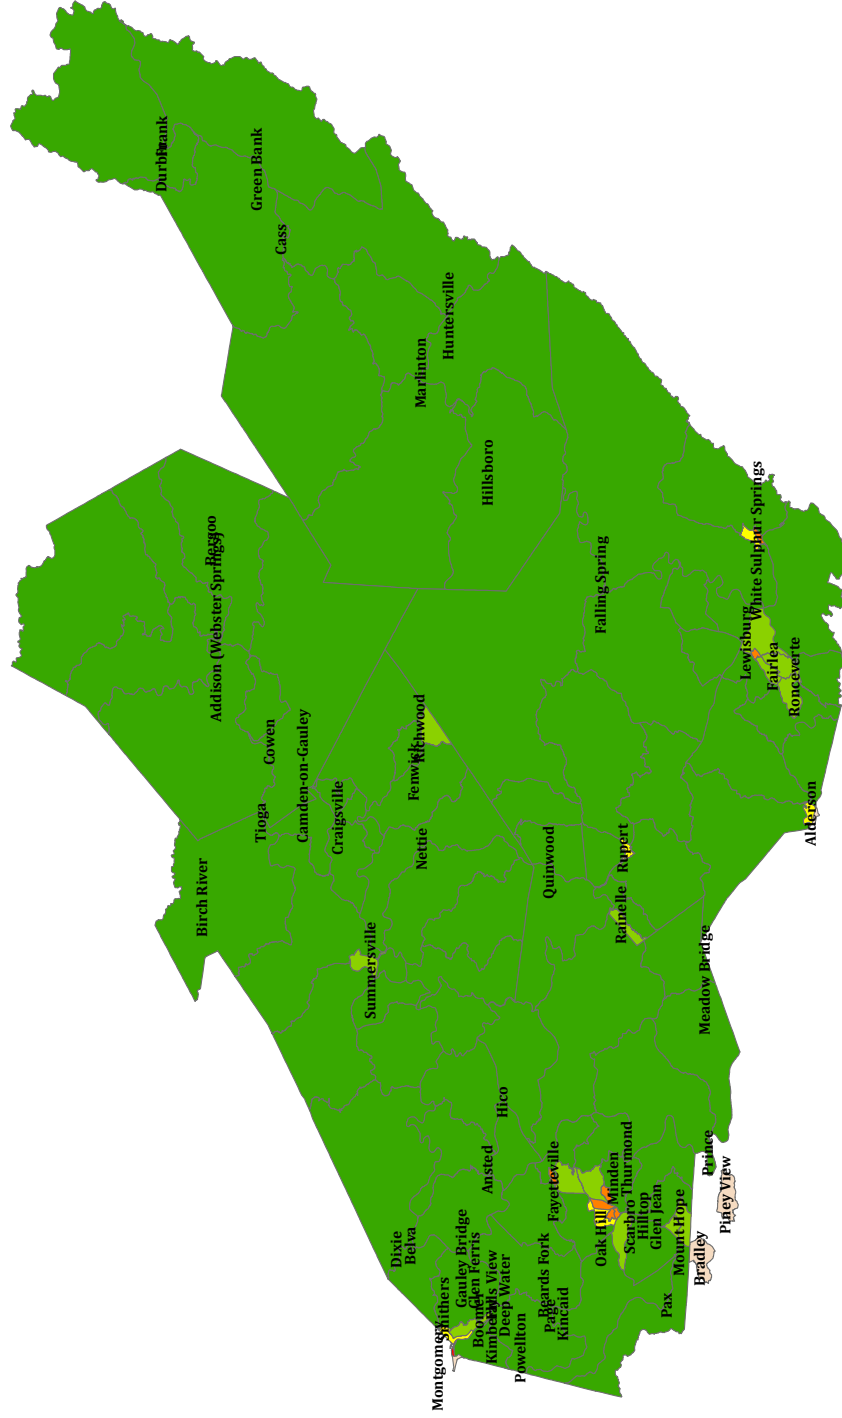 Durbin
Frank
Green Bank
Cass
Huntersville
Marlinton
Hillsboro
Bergoo
Addison (Webster Springs)
White Sulphur Springs
Falling Spring
Lewisburg
Fairlea
Ronceverte
Cowen
Camden-on-Gauley
Richwood
Fenwick
Tioga
Craigsville
Nettie
Alderson
Quinwood
Rupert
Birch River
Rainelle
Summersville
Meadow Bridge
Hico
Ansted
Fayetteville
Minden
Thurmond
Prince
Piney View
Oak Hill
Scarbro
Hilltop
Glen Jean
Mount Hope
Bradley
Dixie
Belva
Gauley Bridge
Glen Ferris
Falls View
Deep Water
Beards Fork
Page
Kincaid
Pax
Smithers
Boomer
Kimberly
Powellton
Montgomery